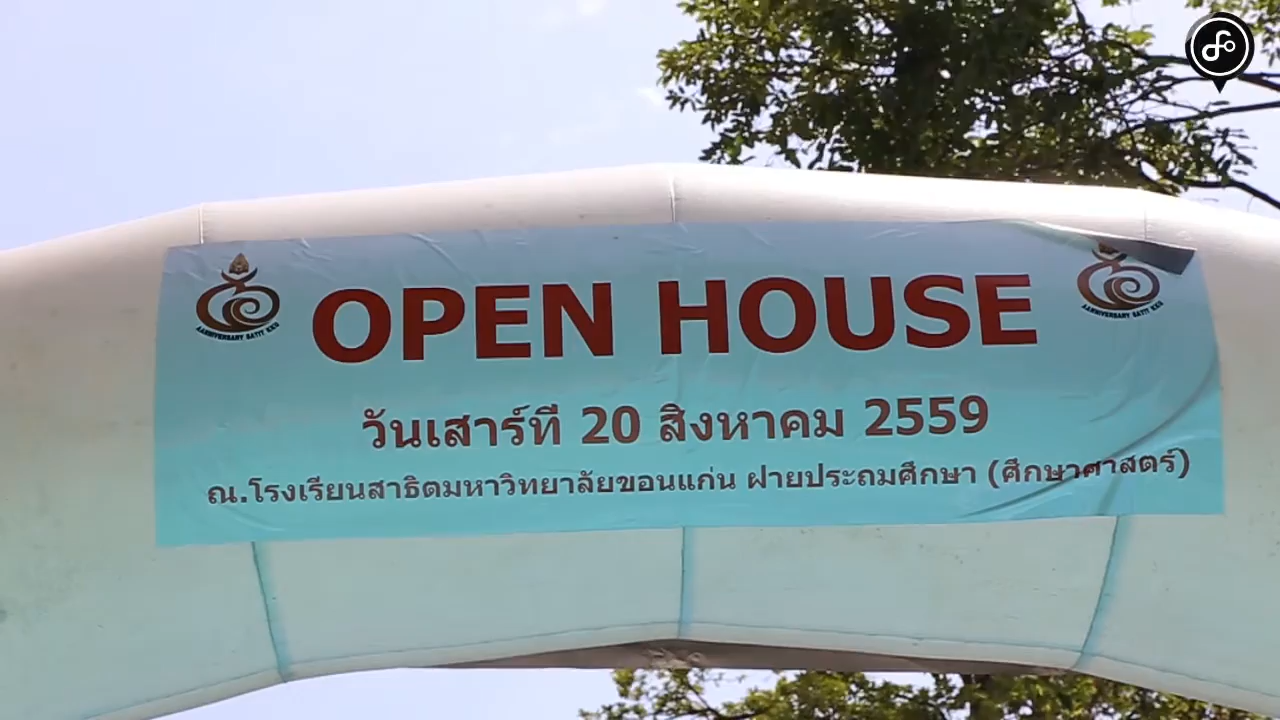 OPEN HOUSE
วันเสาร์ที่ 20 สิงหาคม 2559
ณ.โรงเรียนสาธิตมหาวิทยาลัยขอนแก่น ฝ่ายประถมศึกษา (ศึกษาศาสตร์)